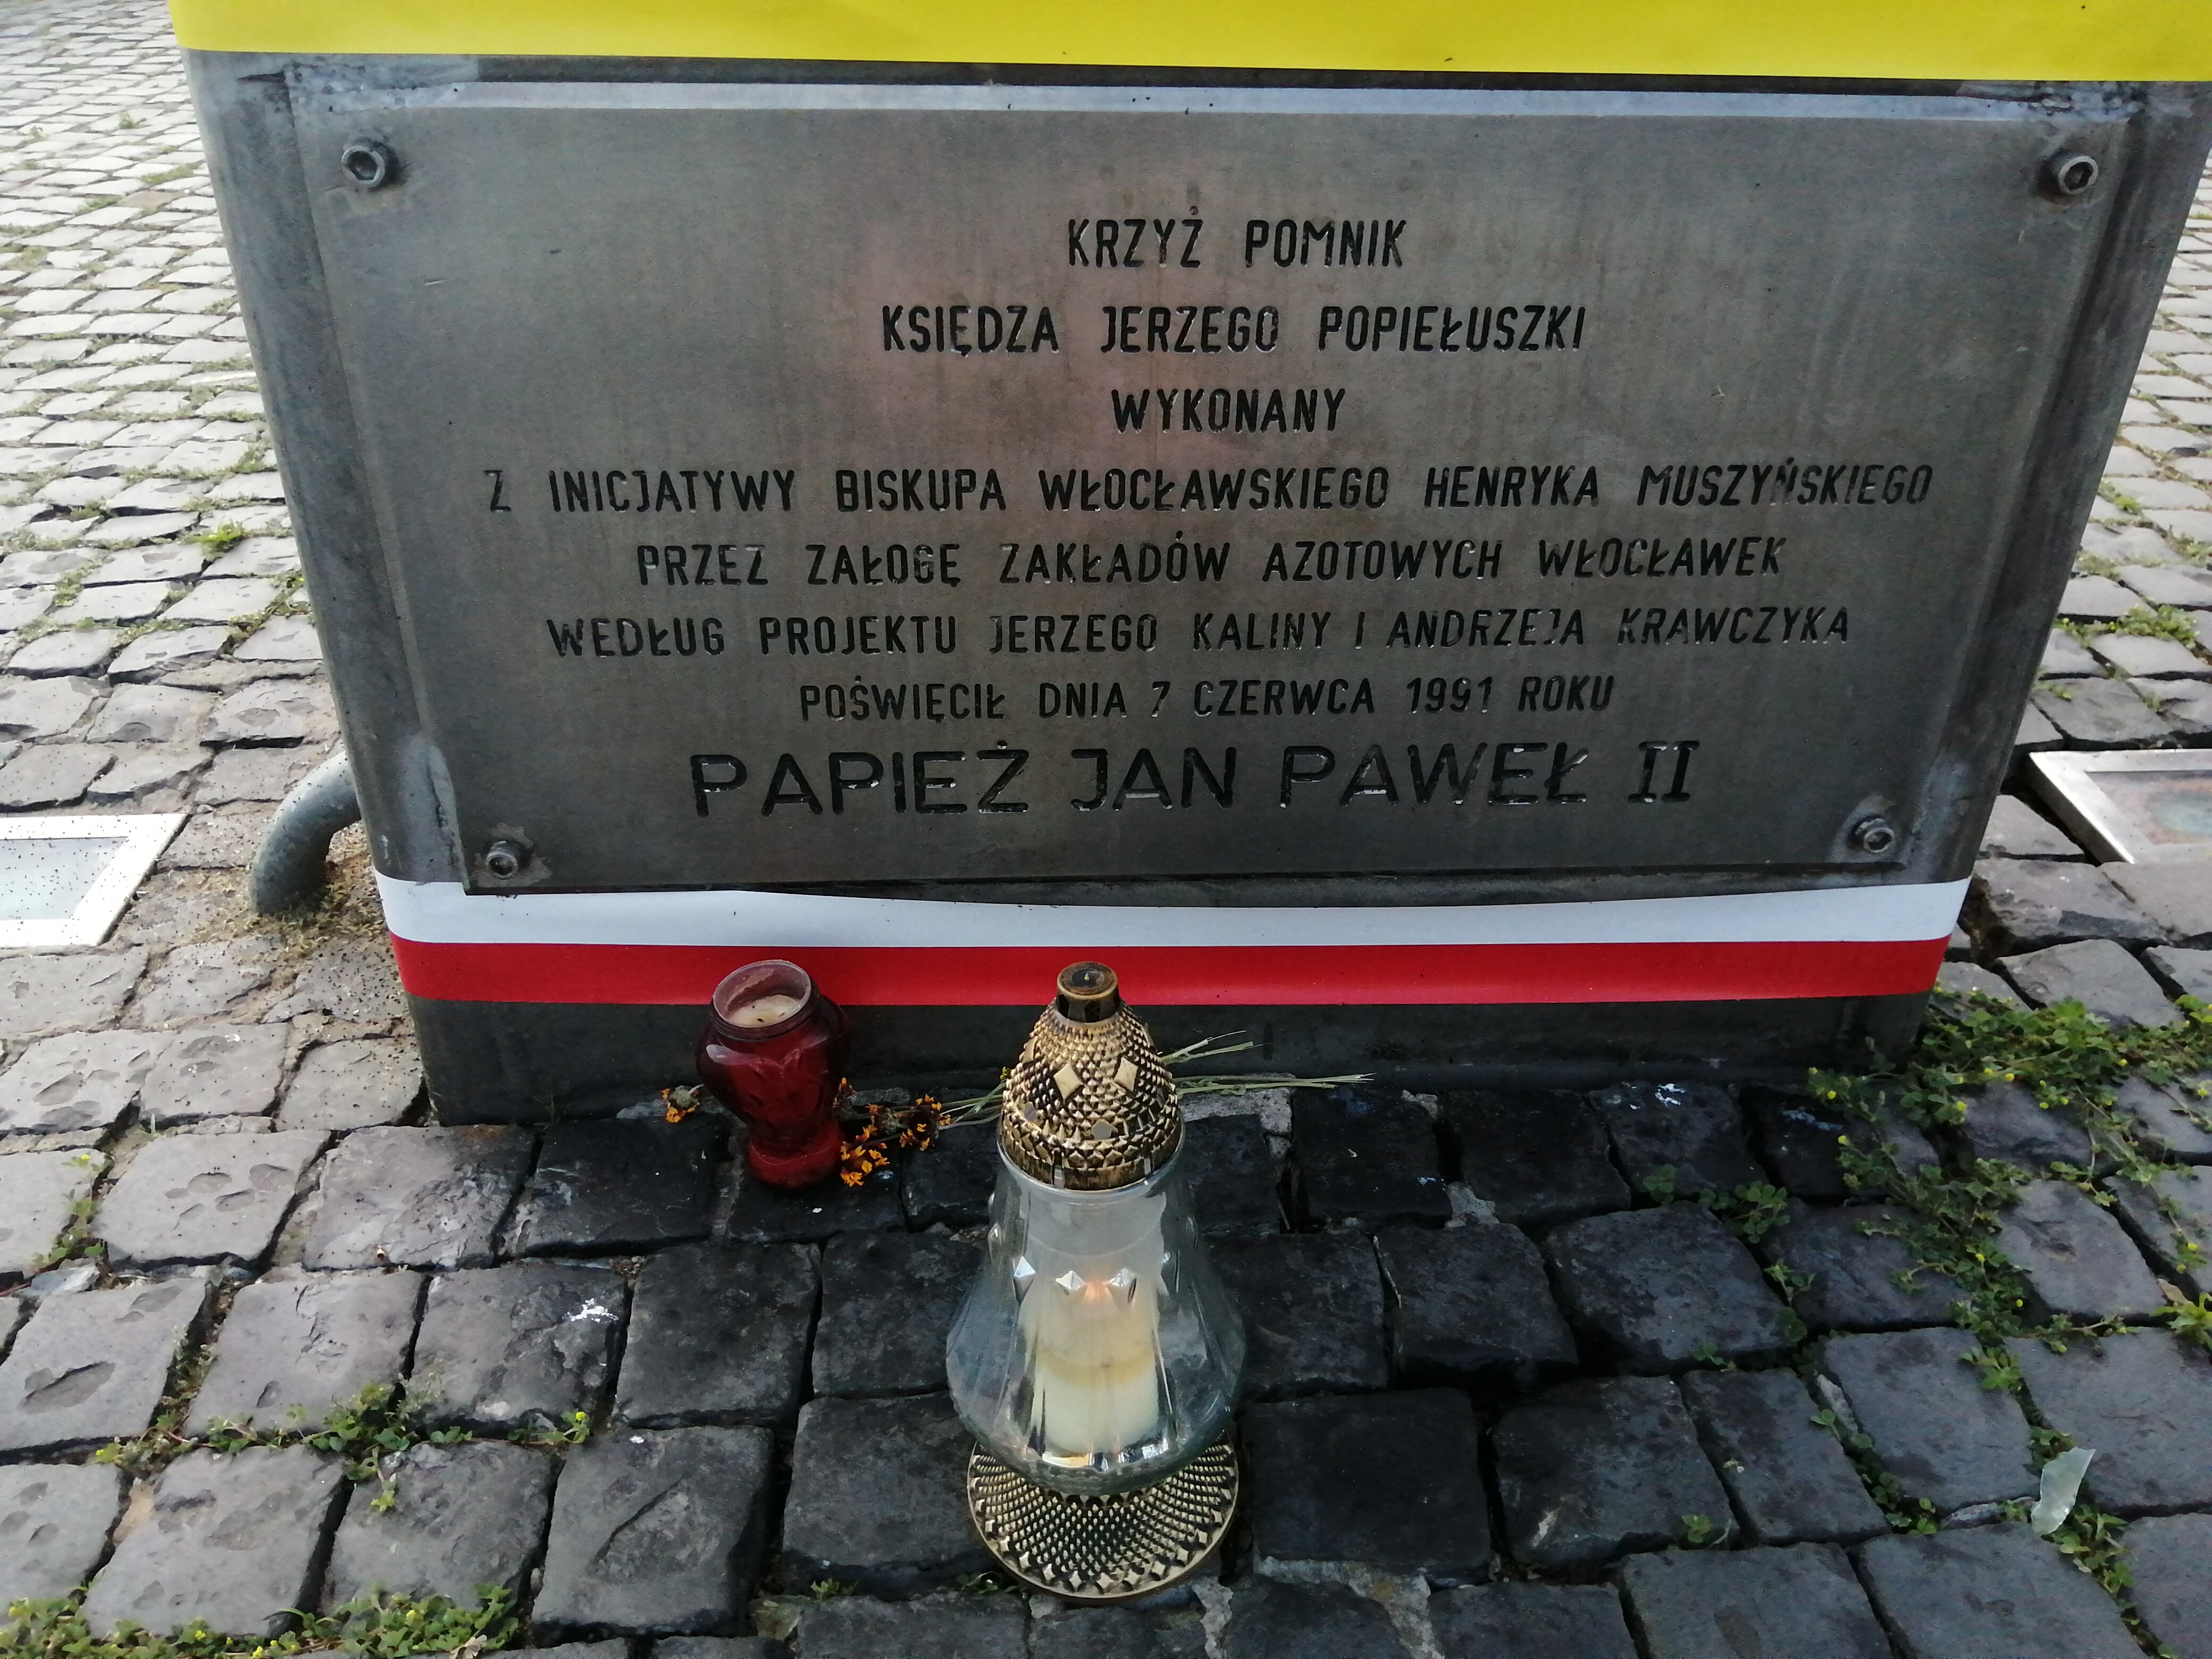 KRZYŻ POMNIK
KSIĘDZA JERZEGO POPIEŁUSZKI
WYKONANY
Z INICJATYWY BISKUPA WŁOCŁAWSKIEGO HENRYKA MUSZYŃSKIEGO
PRZEZ ZAŁOGĘ ZAKŁADÓW AZOTOWYCH WŁOCŁAWEK
WEDŁUG PROJEKTU JERZEGO KALINY I ANDRZEJA KRAWCZYKA
POŚWIĘCIŁ DNIA 7 CZERWCA 1991 ROKU
PAPIEŻ JAN PAWEŁ II